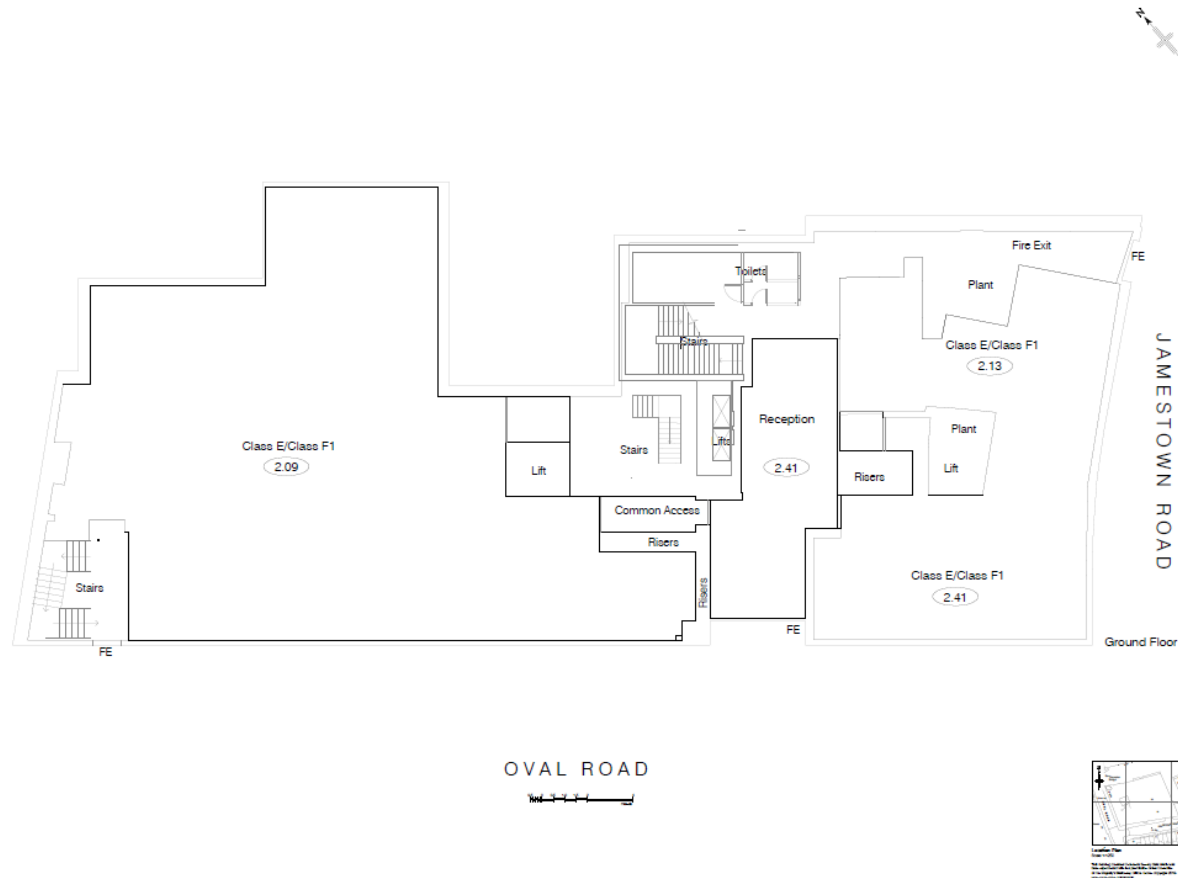 N
Fire Exit
FE
Toilets
Plant
Stairs
Class E/Class F1
2.13
JAMESTOWN ROAD
Reception
Class E/Class F1
2.09
Stairs
Lifts
Plant
Lift
2.41
Lift
Risers
Common Access
Risers
Stairs
Risers
Class E/Class F1
2.41
FE
FE
Ground Floor
OVAL ROAD
Location Plan